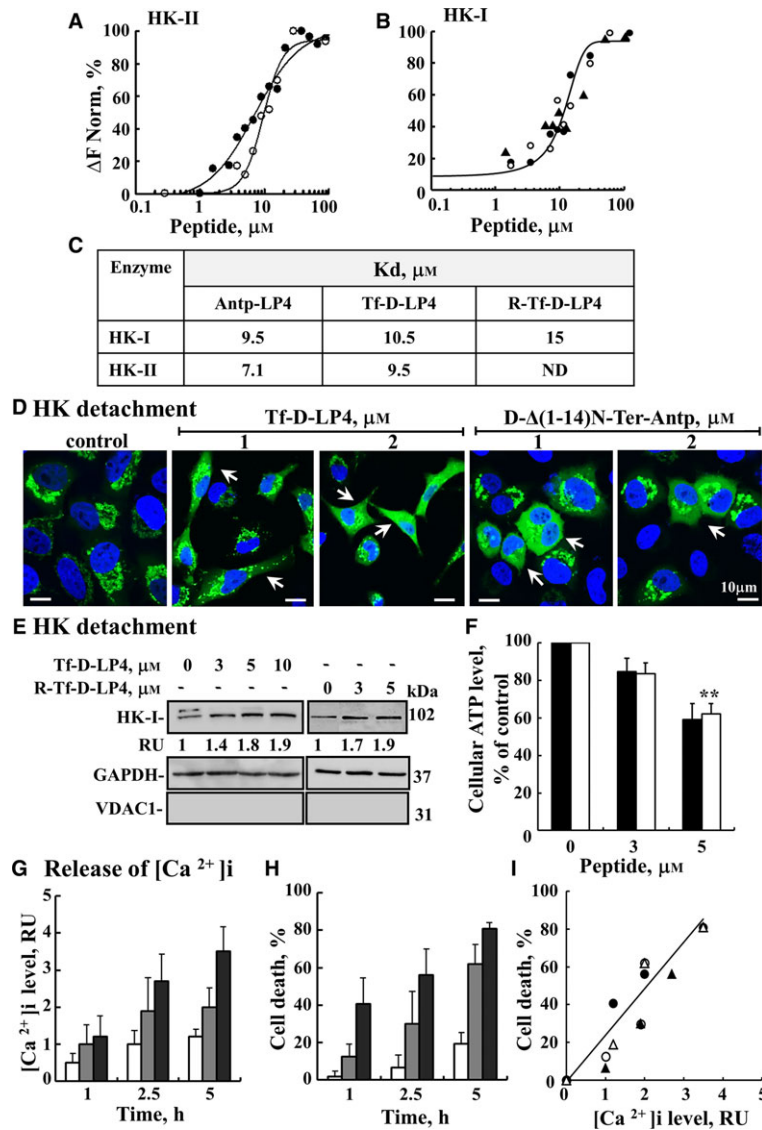 A HK-II
B HK-I
ΔF Norm, %
100
80
60
40
20
0
0.1 1 10 100
Peptide, μM
100
80
60
40
20
0
0.1 1 10 100
Peptide, μM
C
Enzyme Kd, μM
Antp-LP4 Tf-D-LP4 R-Tf-D-LP4
HK-I 9.5 10.5 15
HK-II 7.1 9.5 ND
D HK detachment
Tf-D-LP4, μM D-Δ(1-14)N-Ter-Antp, μM
control 1 2 1 2
10μm
E HK detachment
Tf-D-LP4, μM 0 3 5 10 - - -
R-Tf-D-LP4, μM - - - - 0 3 5 kDa
HK-I- 102
RU 1 1.4 1.8 1.9 1 1.7 1.9
GAPDH- 37
VDAC1- 31
F
Cellular ATP level,
% of control
100
80
60
40
20
0
**
0 3 5
Peptide, μM
G Release of [Ca 2+]i
[Ca 2+]i level, RU
5
4
3
2
1
0
1 2.5 5
Time, h
H
Cell death, %
100
80
60
40
20
0
1 2.5 5
Time, h
I
Cell death, %
100
80
60
40
20
0
0 1 2 3 4 5
[Ca 2+]i level, RU